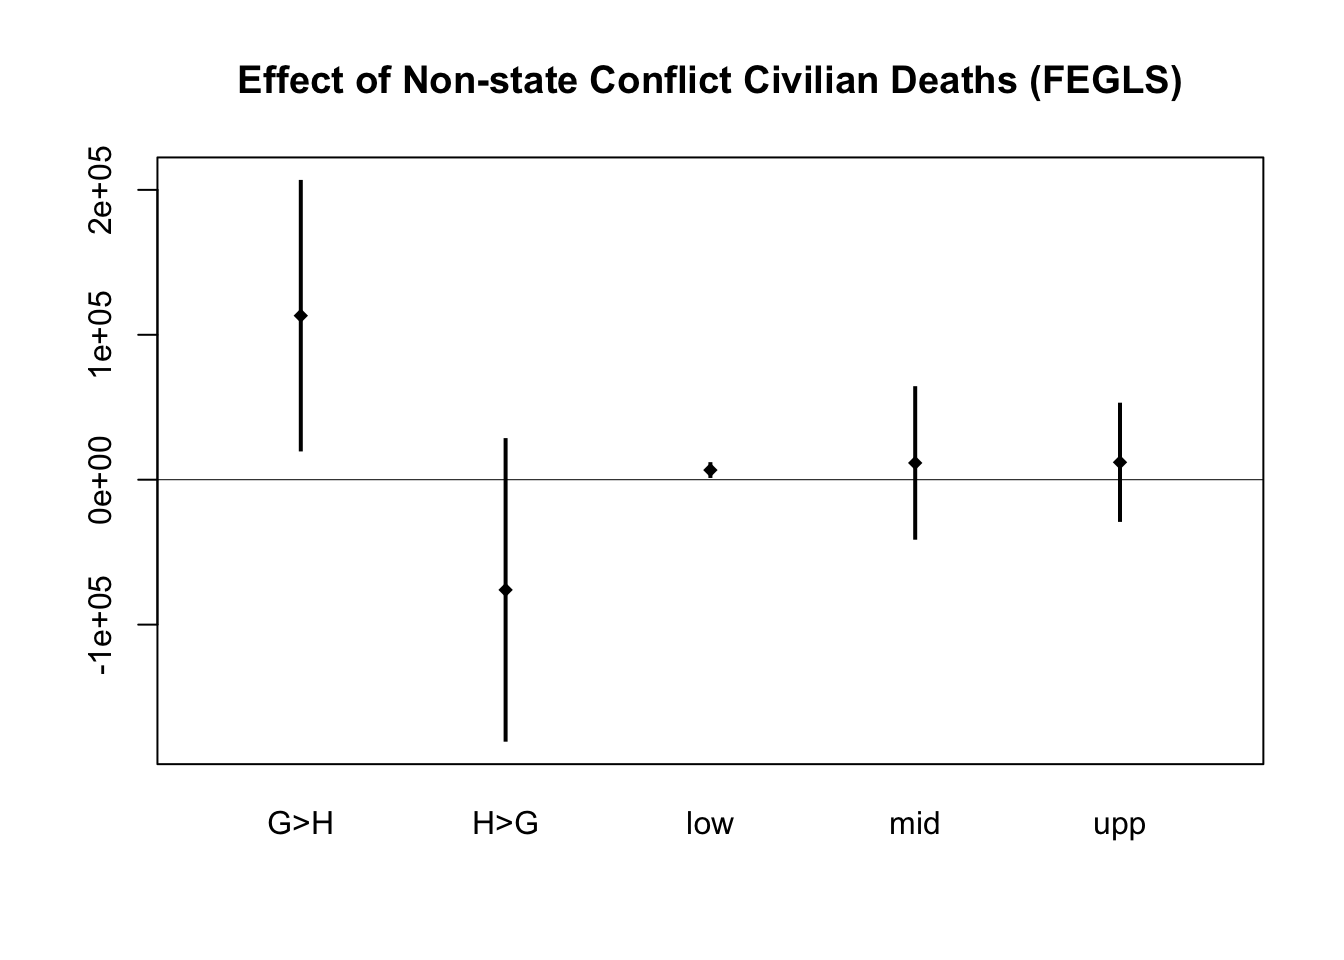 Effect of Non-state Conflict Civilian Deaths (FEGLS)
2e+05
1e+05
0e+00
-1e+05
G>H H>G low mid upp